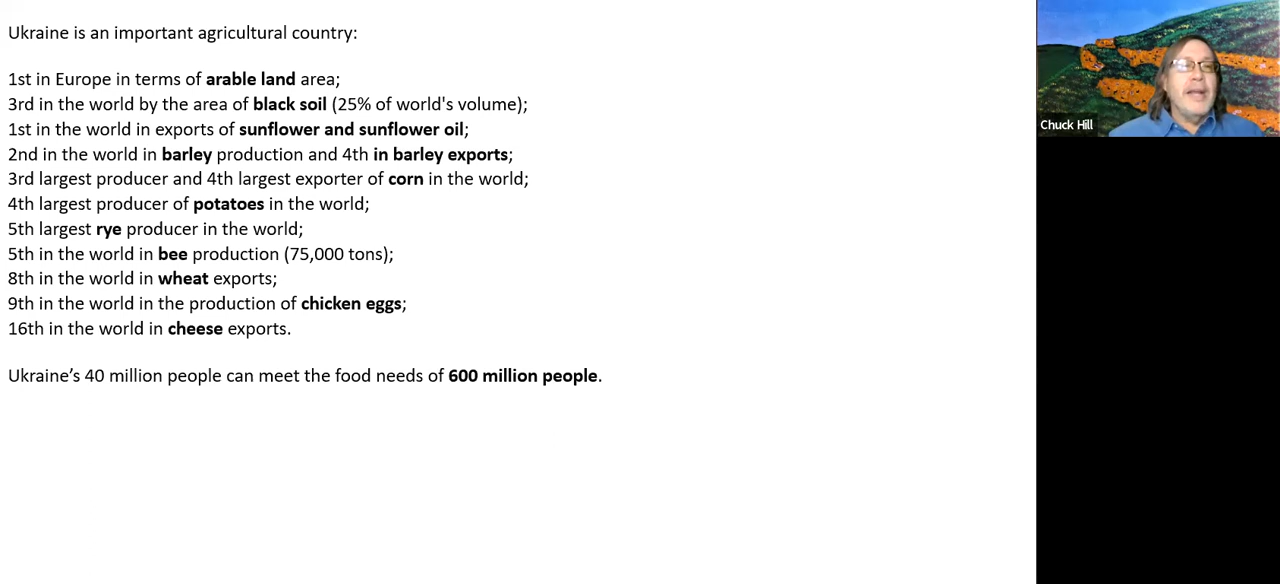 Ukraine is an important agricultural country:
1st in Europe in terms of arable land area;
3rd in the world by the area of black soil (25% of world's volume);
1st in the world in exports of sunflower and sunflower oil;
2nd in the world in barley production and 4th in barley exports;
3rd largest producer and 4th largest exporter of corn in the world;
4th largest producer of potatoes in the world;
5th largest rye producer in the world;
5th in the world in bee production (75,000 tons);
8th in the world in wheat exports;
9th in the world in the production of chicken eggs;
16th in the world in cheese exports.
Ukraine’s 40 million people can meet the food needs of 600 million people.
Chuck Hill